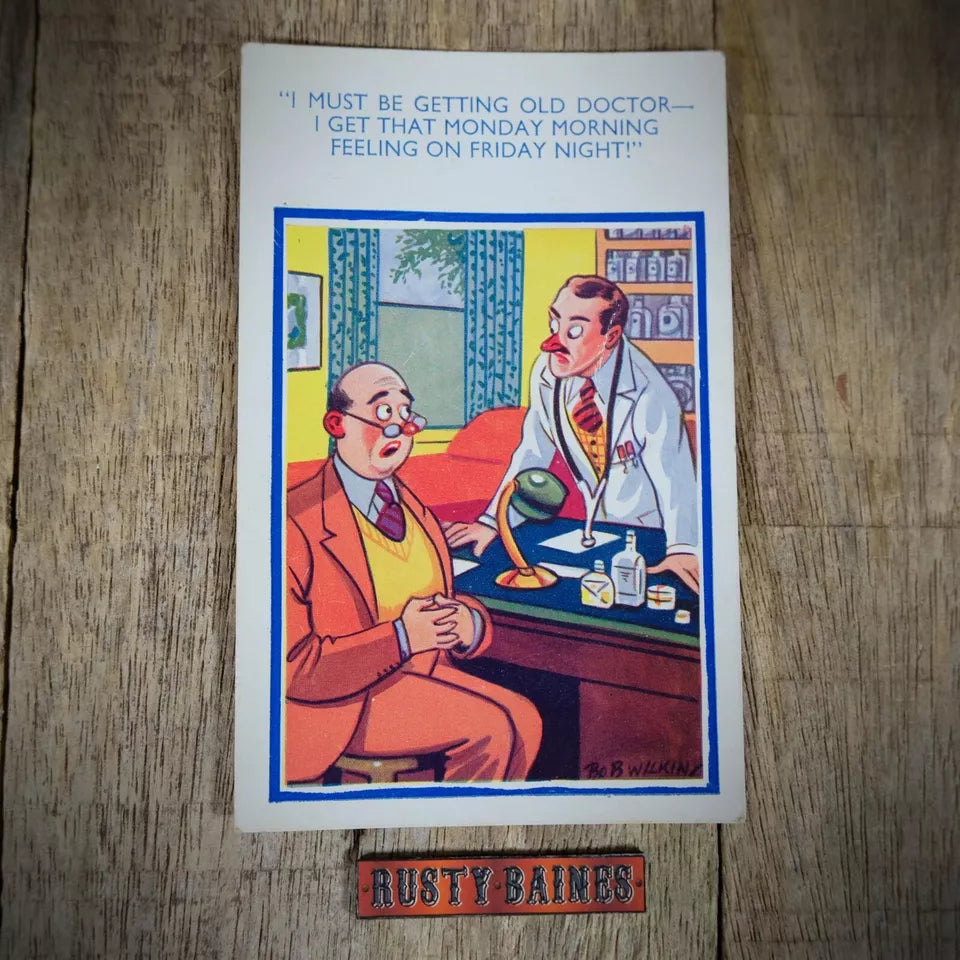 “I MUST BE GETTING OLD DOCTOR—
I GET THAT MONDAY MORNING
FEELING ON FRIDAY NIGHT!”
BOB WILKIN
RUSTY·BAINES